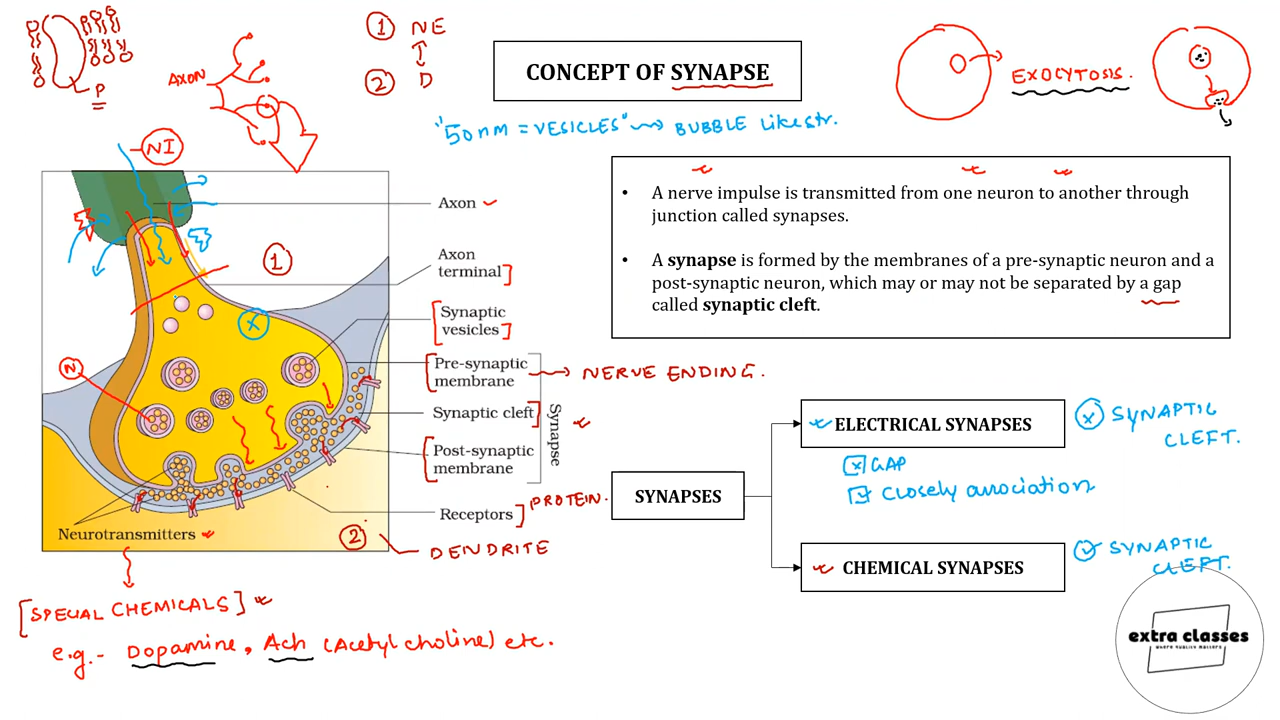 ① NE
② D
P
AXON
CONCEPT OF SYNAPSE
EXOCYTOSIS.
"50nm = VESICLES" BUBBLE Like str.
NI
• A nerve impulse is transmitted from one neuron to another through
junction called synapses.
• A synapse is formed by the membranes of a pre-synaptic neuron and a
post-synaptic neuron, which may or may not be separated by a gap
called synaptic cleft.
Axon
Axon
terminal
①
Synaptic
vesicles
X
N
Pre-synaptic
membrane
NERVE ENDING.
Synaptic cleft
Post-synaptic
membrane
Synapse
Receptors
PROTEIN.
Neurotransmitters
②
DENDRITE
SYNAPSES
ELECTRICAL SYNAPSES
X SYNAPTIC
CLEFT.
X GAP
Closely association
CHEMICAL SYNAPSES
✓ SYNAPTIC
CLEFT.
[SPECIAL CHEMICALS]
e.g.- Dopamine, Ach (Acetyl choline) etc.
extra classes
where quality matters